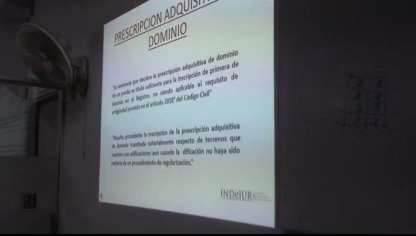 PRESCRIPCION ADQUISITIVA
DOMINIO
"La sentencia que declara la prescripción adquisitiva de dominio
de un predio es título suficiente para la inscripción de primera de
dominio en el Registro, no siendo aplicable el requisito de
antigüedad previsto en el artículo 2018° del Código Civil"
"Resulta procedente la inscripción de la prescripción adquisitiva
de dominio tramitada notarialmente respecto de terrenos que
cuentan con edificaciones aun cuando la dificación no haya sido
materia de un procedimiento de regularización."
INDeJUR